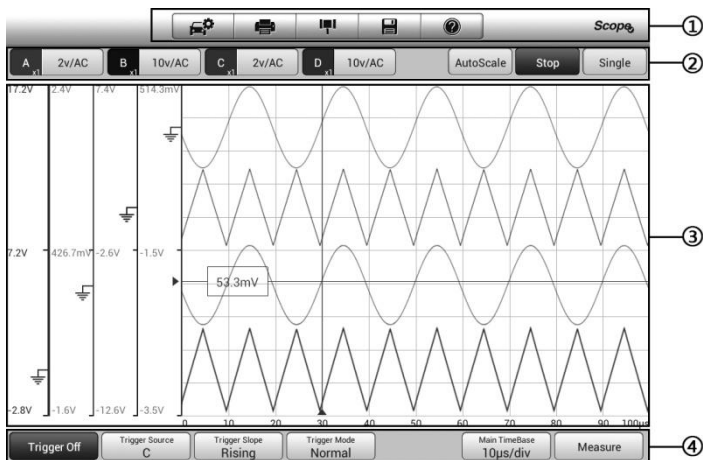 Scope
①
A x1 2v/AC B x1 10v/AC C x1 2v/AC D x1 10v/AC AutoScale Stop Single
②
17.2V 2.4V 7.4V 514.3mV
③
7.2V 426.7mV -2.6V -1.5V
53.3mV
-2.8V -1.6V -12.6V -3.5V
0 10 20 30 40 50 60 70 80 90 100µs
Trigger Off
Trigger Source
C
Trigger Slope
Rising
Trigger Mode
Normal
Main TimeBase
10µs/div
Measure
④